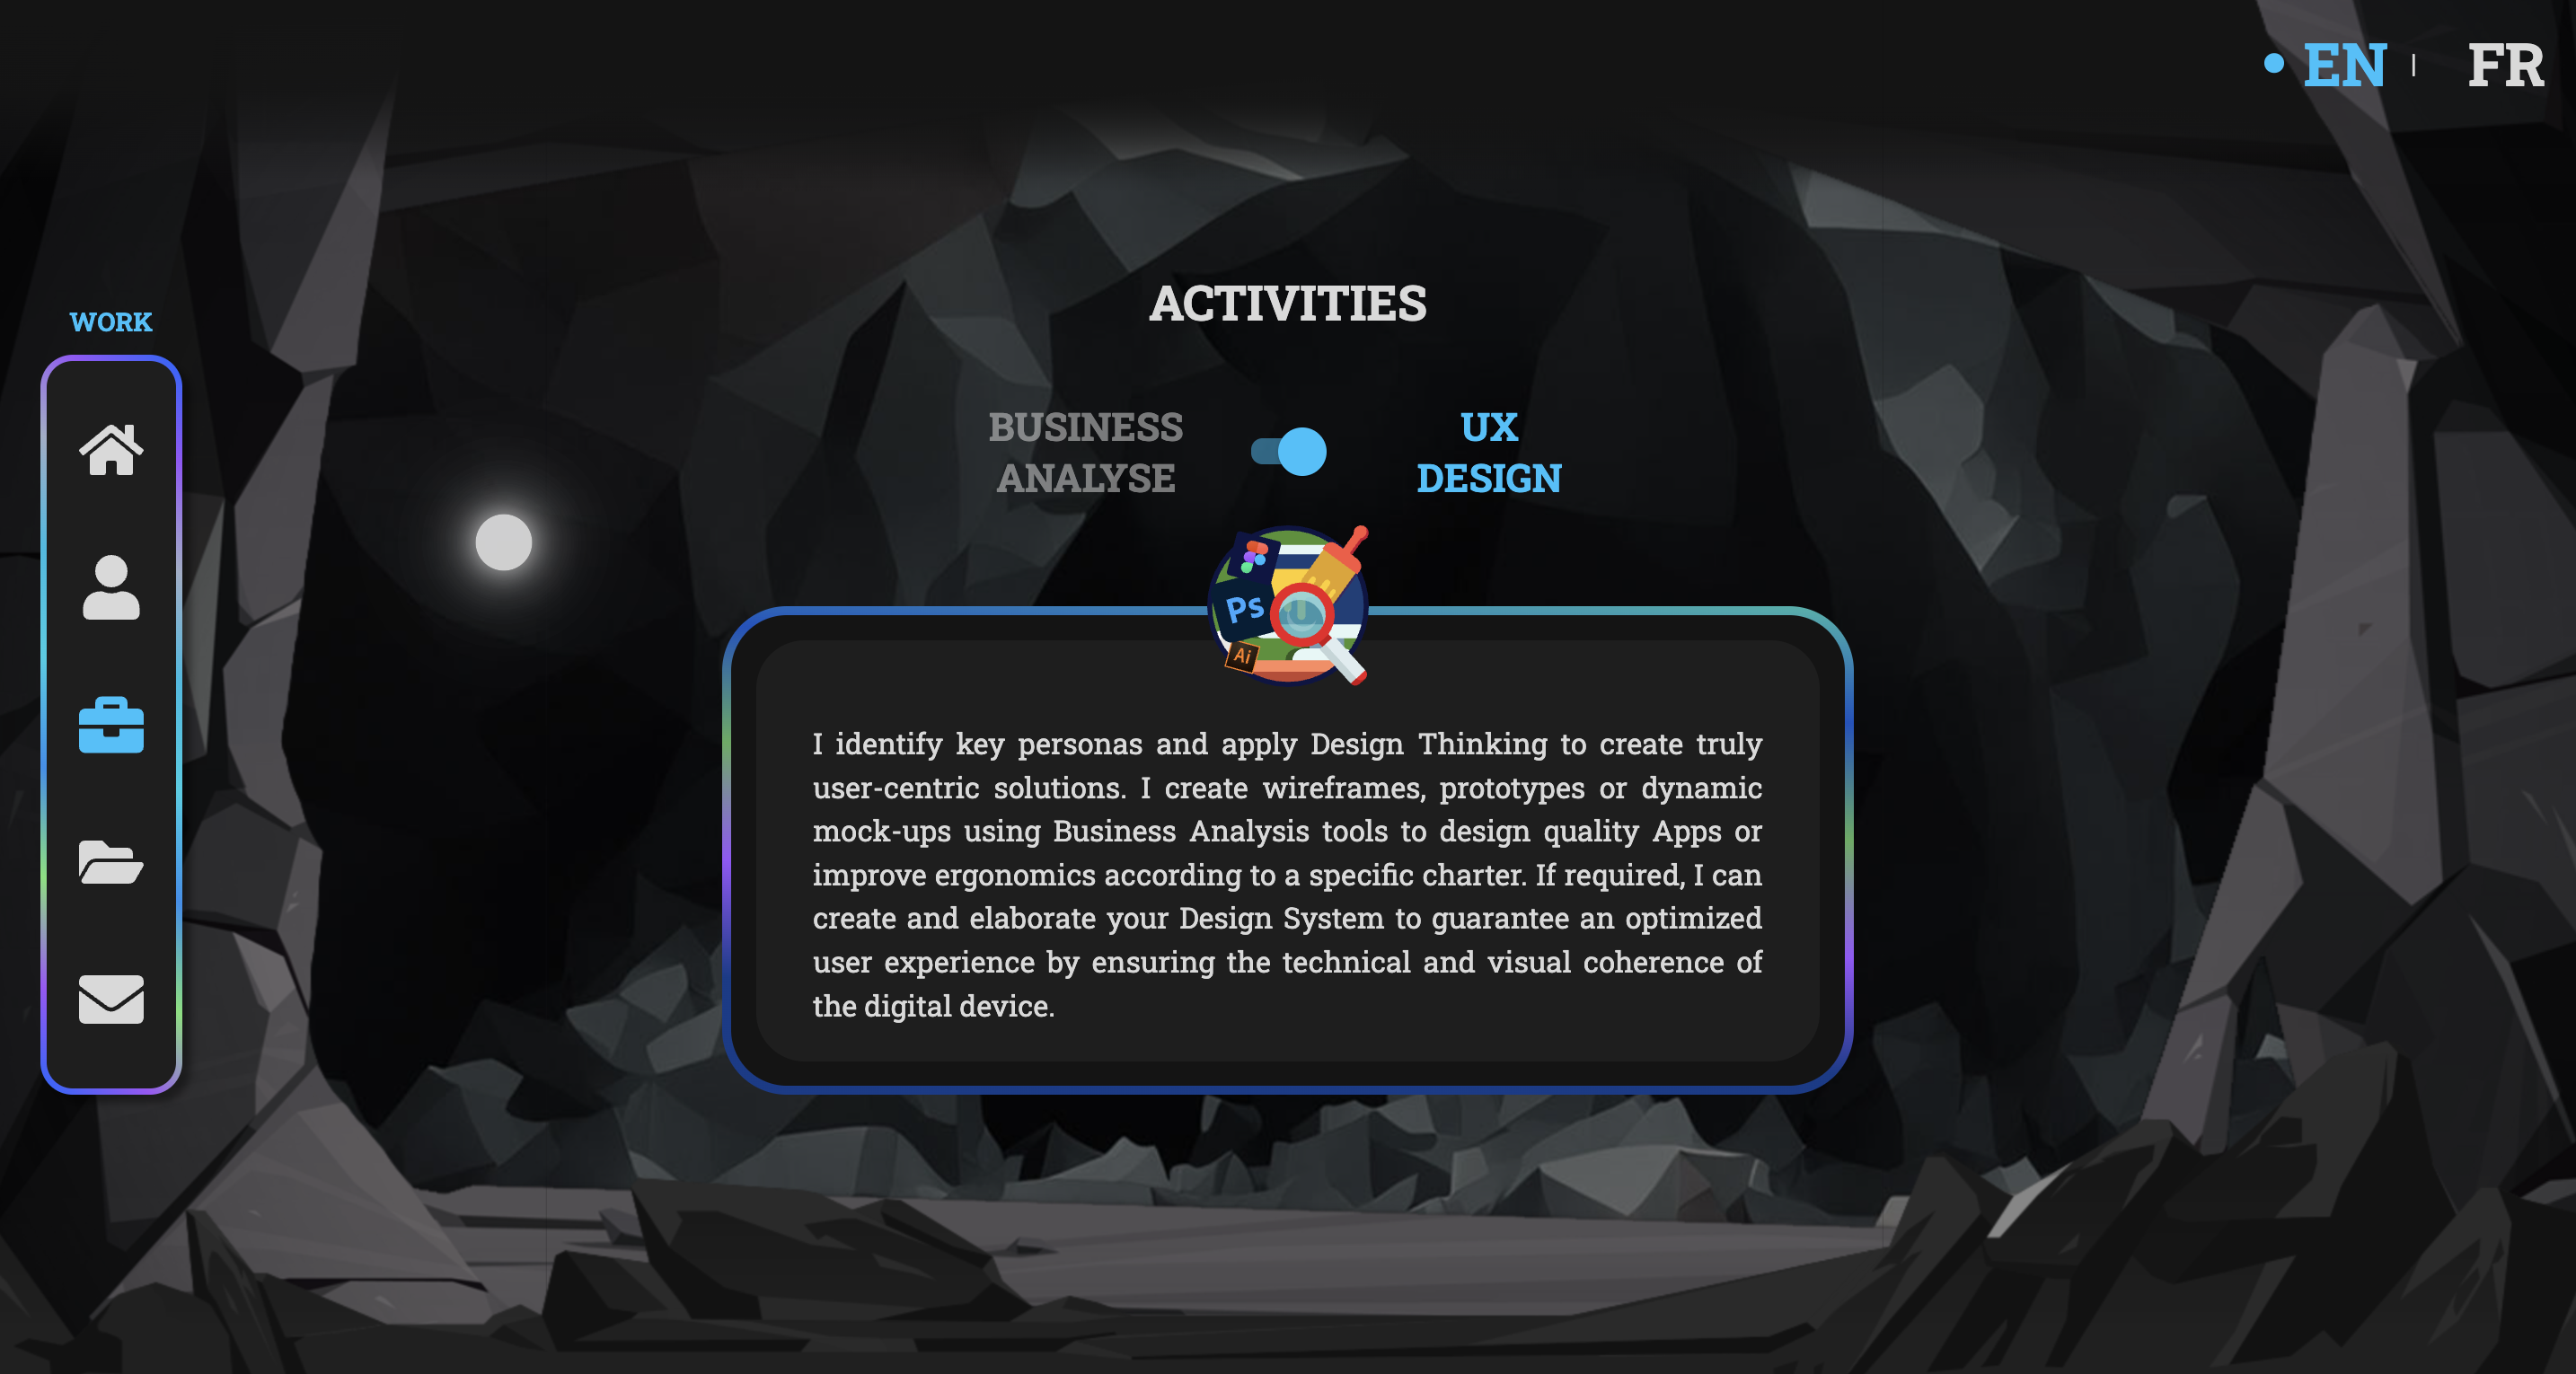 EN | FR
WORK
ACTIVITIES
BUSINESS
ANALYSE
UX
DESIGN
Ps
Ai
I identify key personas and apply Design Thinking to create truly
user-centric solutions. I create wireframes, prototypes or dynamic
mock-ups using Business Analysis tools to design quality Apps or
improve ergonomics according to a specific charter. If required, I can
create and elaborate your Design System to guarantee an optimized
user experience by ensuring the technical and visual coherence of
the digital device.